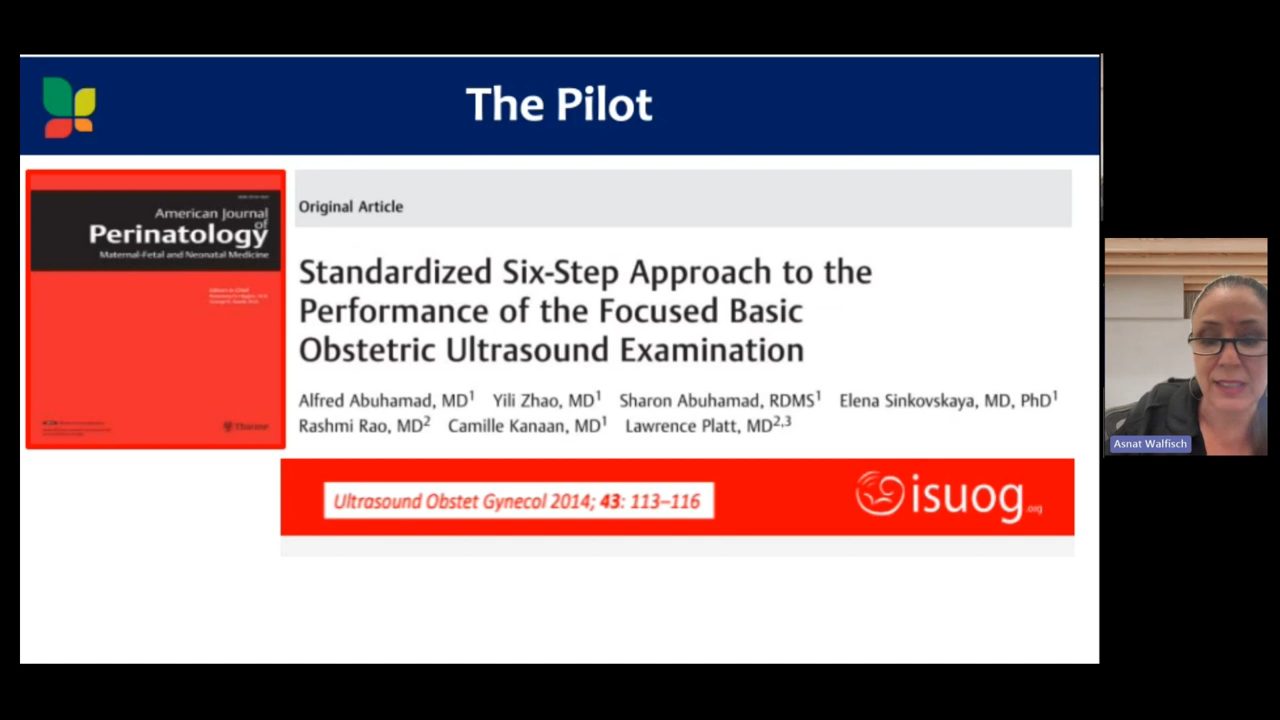 The Pilot
American Journal
of
Perinatology
Maternal-Fetal and Neonatal Medicine
Thieme
Original Article
Standardized Six-Step Approach to the
Performance of the Focused Basic
Obstetric Ultrasound Examination
Alfred Abuhamad, MD1 Yili Zhao, MD1 Sharon Abuhamad, RDMS1 Elena Sinkovskaya, MD, PhD1
Rashmi Rao, MD2 Camille Kanaan, MD1 Lawrence Platt, MD2,3
Ultrasound Obstet Gynecol 2014; 43: 113–116
isuog.org
Asnat Walfisch